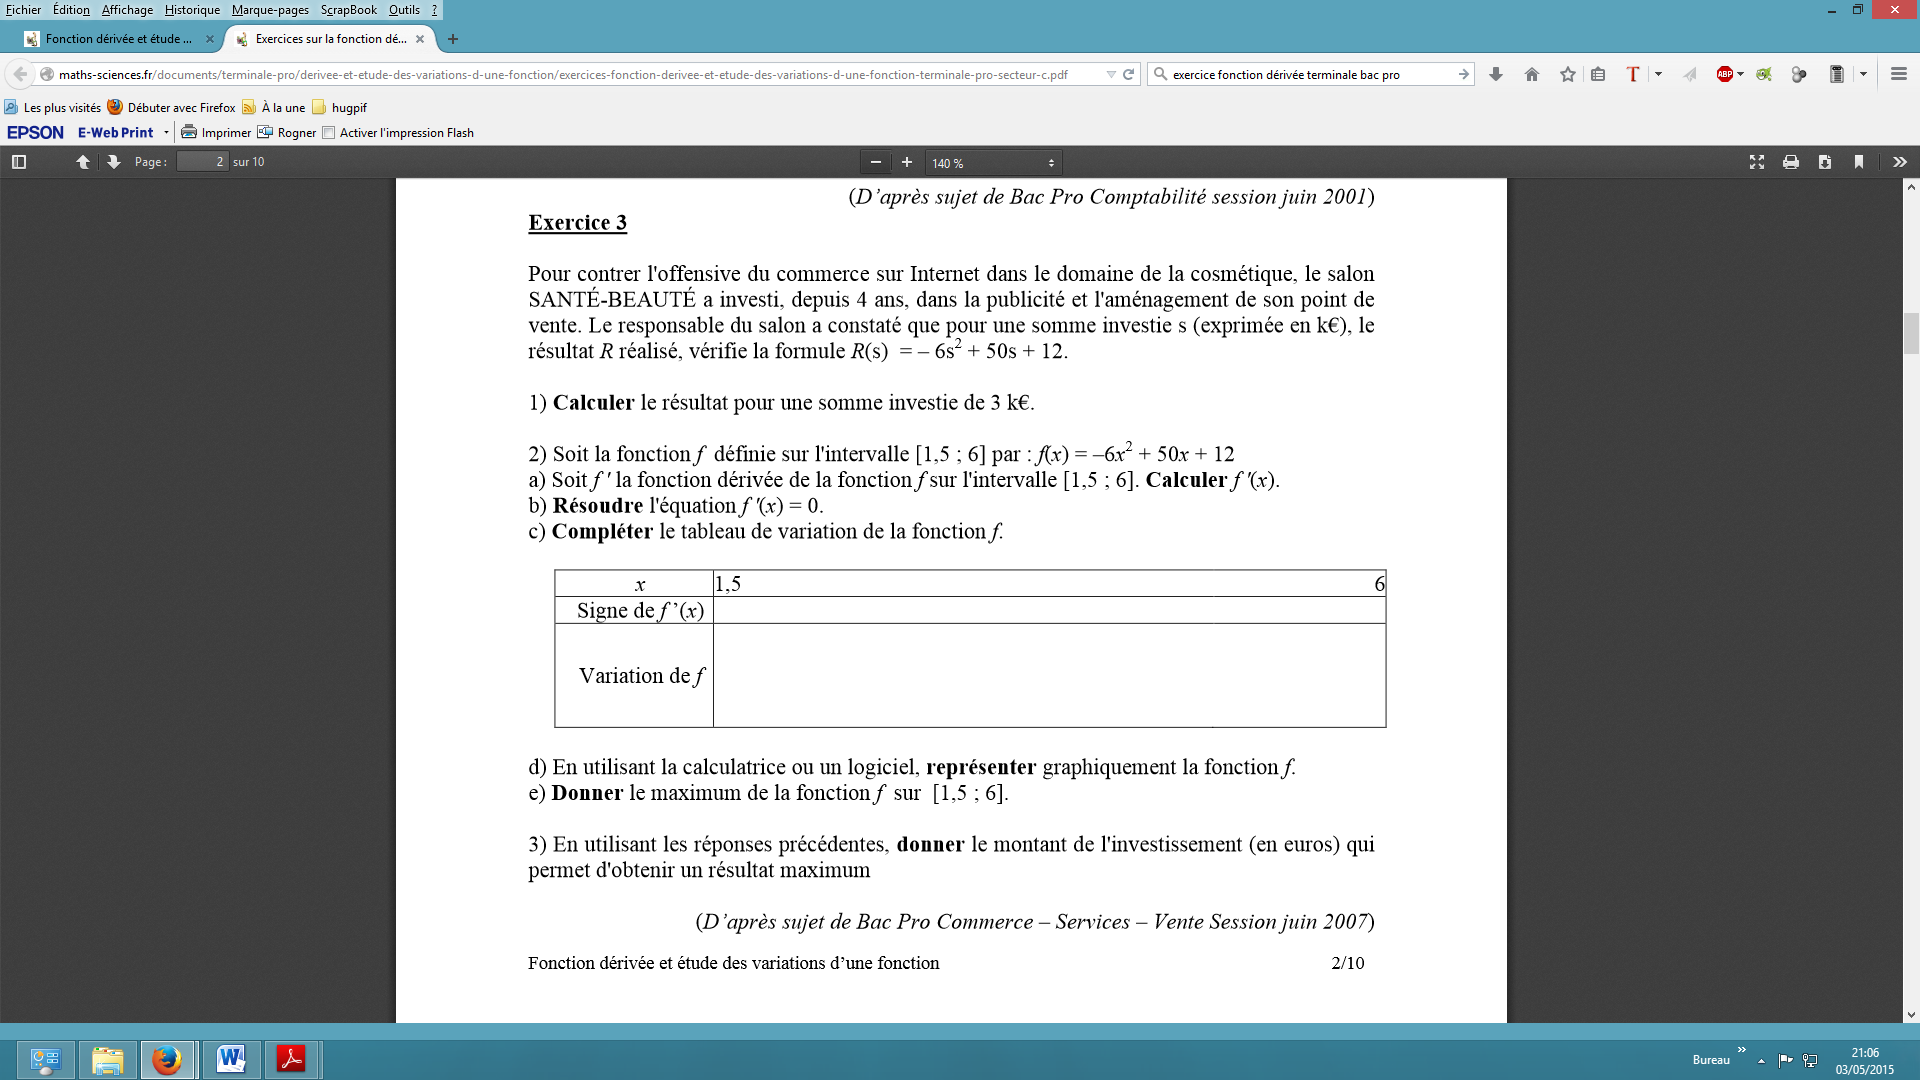 Fichier Édition Affichage Historique Marque-pages ScrapBook Outils ?
Fonction dérivée et étude ... × Exercices sur la fonction dé... × +
maths-sciences.fr/documents/terminale-pro/derivee-et-etude-des-variations-d-une-fonction/exercices-fonction-derivee-et-etude-des-variations-d-une-fonction-terminale-pro-secteur-c.pdf exercice fonction dérivée terminale bac pro T ABP
Les plus visités Débuter avec Firefox À la une hugpif
EPSON E-Web Print Imprimer Rogner Activer l'impression Flash
Page : 2 sur 10 − + 140 %
(D’après sujet de Bac Pro Comptabilité session juin 2001)
Exercice 3
Pour contrer l'offensive du commerce sur Internet dans le domaine de la cosmétique, le salon
SANTÉ-BEAUTÉ a investi, depuis 4 ans, dans la publicité et l'aménagement de son point de
vente. Le responsable du salon a constaté que pour une somme investie s (exprimée en k€), le
résultat R réalisé, vérifie la formule R(s) = – 6s² + 50s + 12.
1) Calculer le résultat pour une somme investie de 3 k€.
2) Soit la fonction f définie sur l'intervalle [1,5 ; 6] par : f(x) = –6x² + 50x + 12
a) Soit f ' la fonction dérivée de la fonction f sur l'intervalle [1,5 ; 6]. Calculer f '(x).
b) Résoudre l'équation f '(x) = 0.
c) Compléter le tableau de variation de la fonction f.
x 1,5 6
Signe de f ’(x)
Variation de f
d) En utilisant la calculatrice ou un logiciel, représenter graphiquement la fonction f.
e) Donner le maximum de la fonction f sur [1,5 ; 6].
3) En utilisant les réponses précédentes, donner le montant de l'investissement (en euros) qui
permet d'obtenir un résultat maximum
(D’après sujet de Bac Pro Commerce – Services – Vente Session juin 2007)
Fonction dérivée et étude des variations d’une fonction 2/10
Bureau » 21:06
03/05/2015